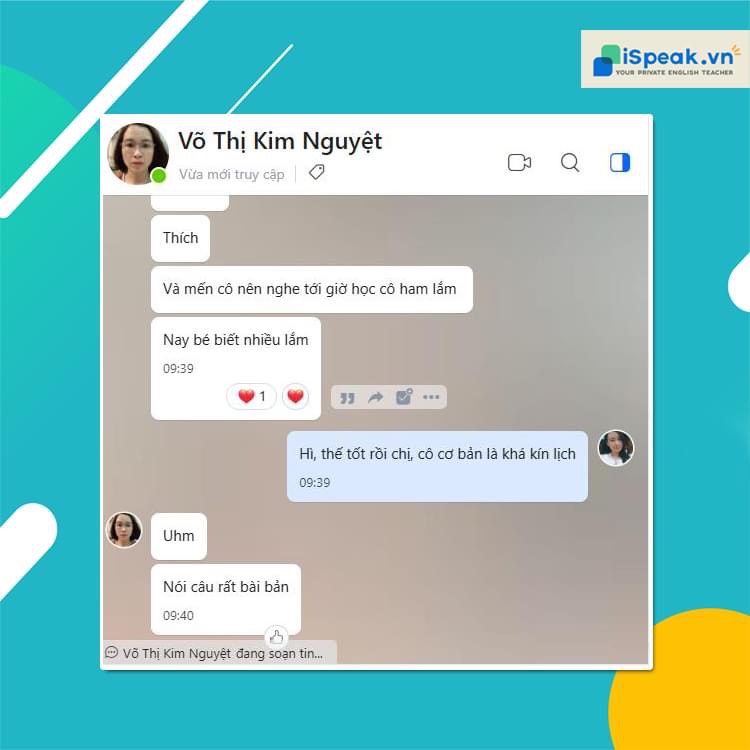 iSpeak.vn
YOUR PRIVATE ENGLISH TEACHER
Võ Thị Kim Nguyệt
Vừa mới truy cập
Thích
Và mến cô nên nghe tới giờ học cô ham lắm
Nay bé biết nhiều lắm
09:39
1
Hì, thế tốt rồi chị, cô cơ bản là khá kín lịch
09:39
Uhm
Nói câu rất bài bản
09:40
Võ Thị Kim Nguyệt đang soạn tin...